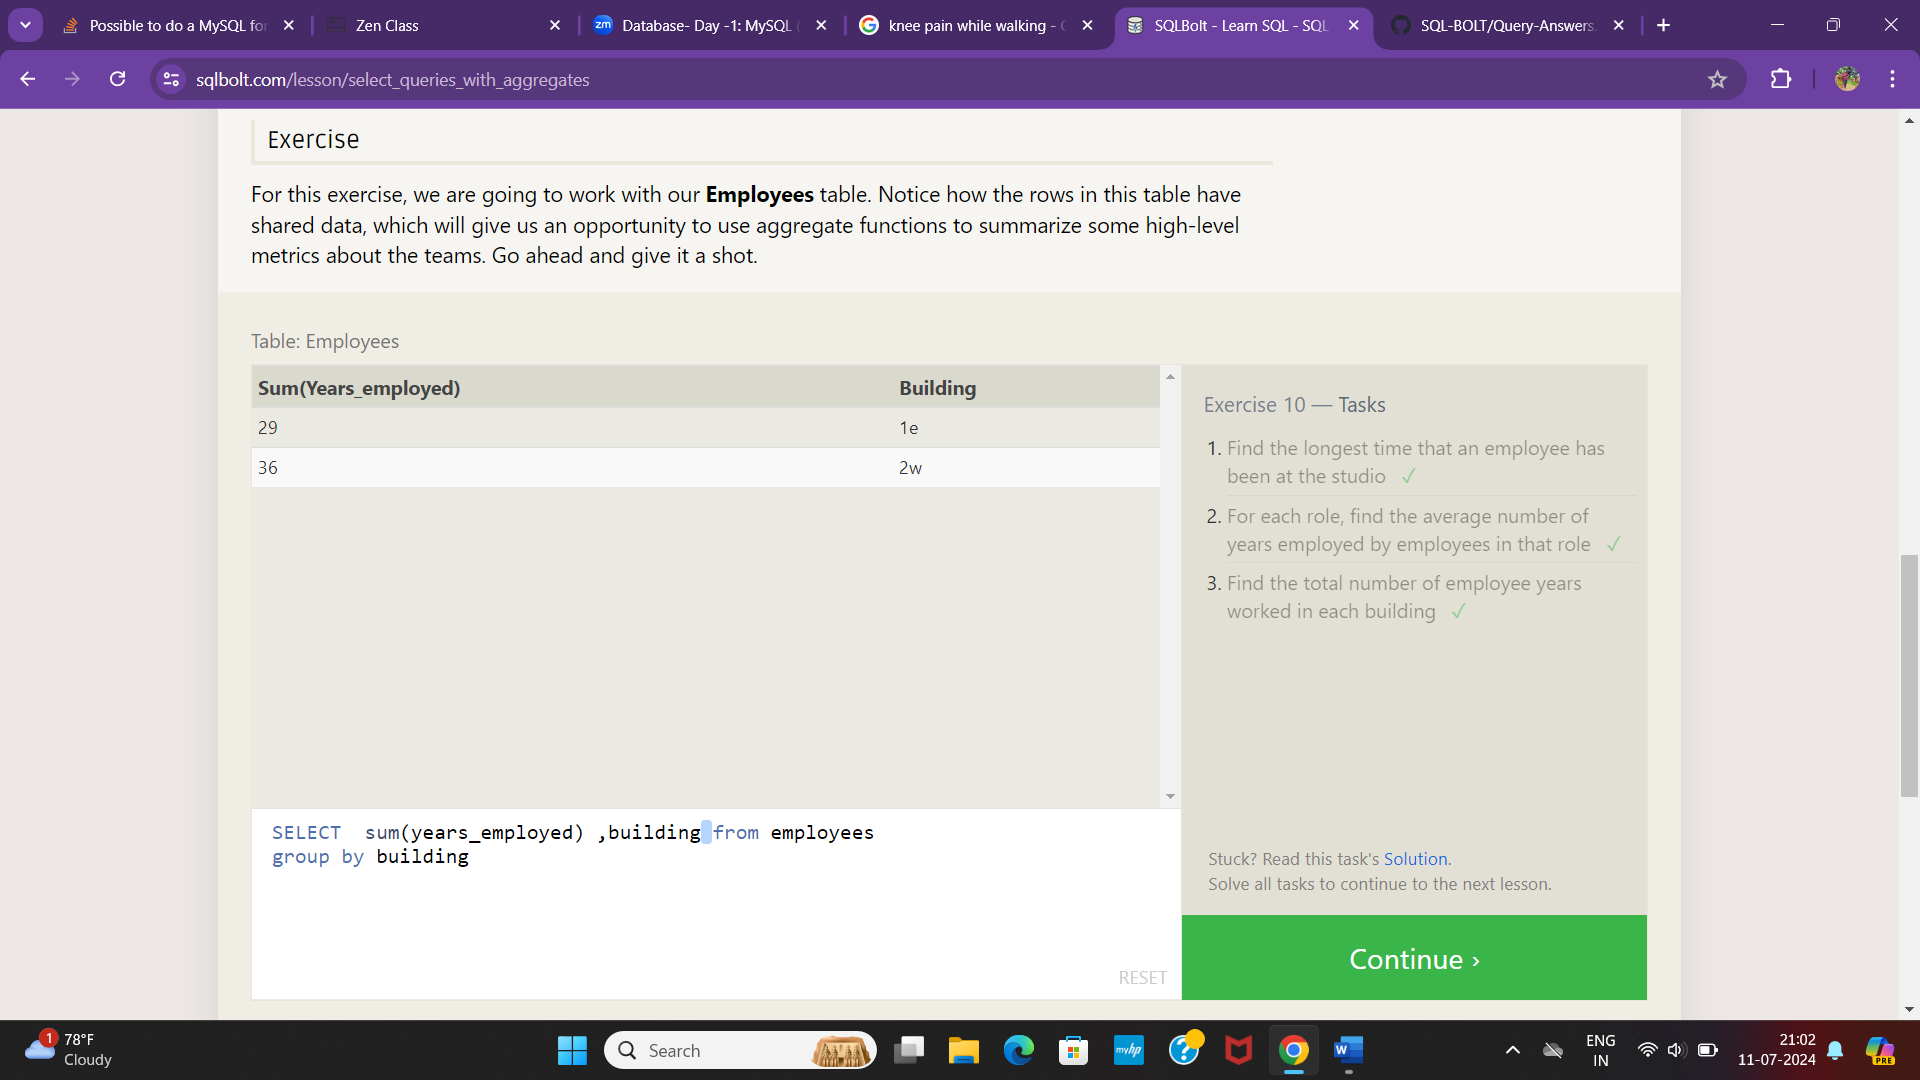 Possible to do a MySQL for
Zen Class
zm
Database- Day -1: MySQL (
knee pain while walking -
SQLBolt - Learn SQL - SQL
SQL-BOLT/Query-Answers.
sqlbolt.com/lesson/select_queries_with_aggregates
Exercise
For this exercise, we are going to work with our Employees table. Notice how the rows in this table have
shared data, which will give us an opportunity to use aggregate functions to summarize some high-level
metrics about the teams. Go ahead and give it a shot.
Table: Employees
Sum(Years_employed) Building
29 1e
36 2w
SELECT  sum(years_employed) ,building from employees
group by building
RESET
Exercise 10 — Tasks
1. Find the longest time that an employee has
been at the studio ✓
2. For each role, find the average number of
years employed by employees in that role ✓
3. Find the total number of employee years
worked in each building ✓
Stuck? Read this task's Solution.
Solve all tasks to continue to the next lesson.
Continue ›
1
78°F
Cloudy
Search
myhp
W
ENG
IN
21:02
11-07-2024
PRE